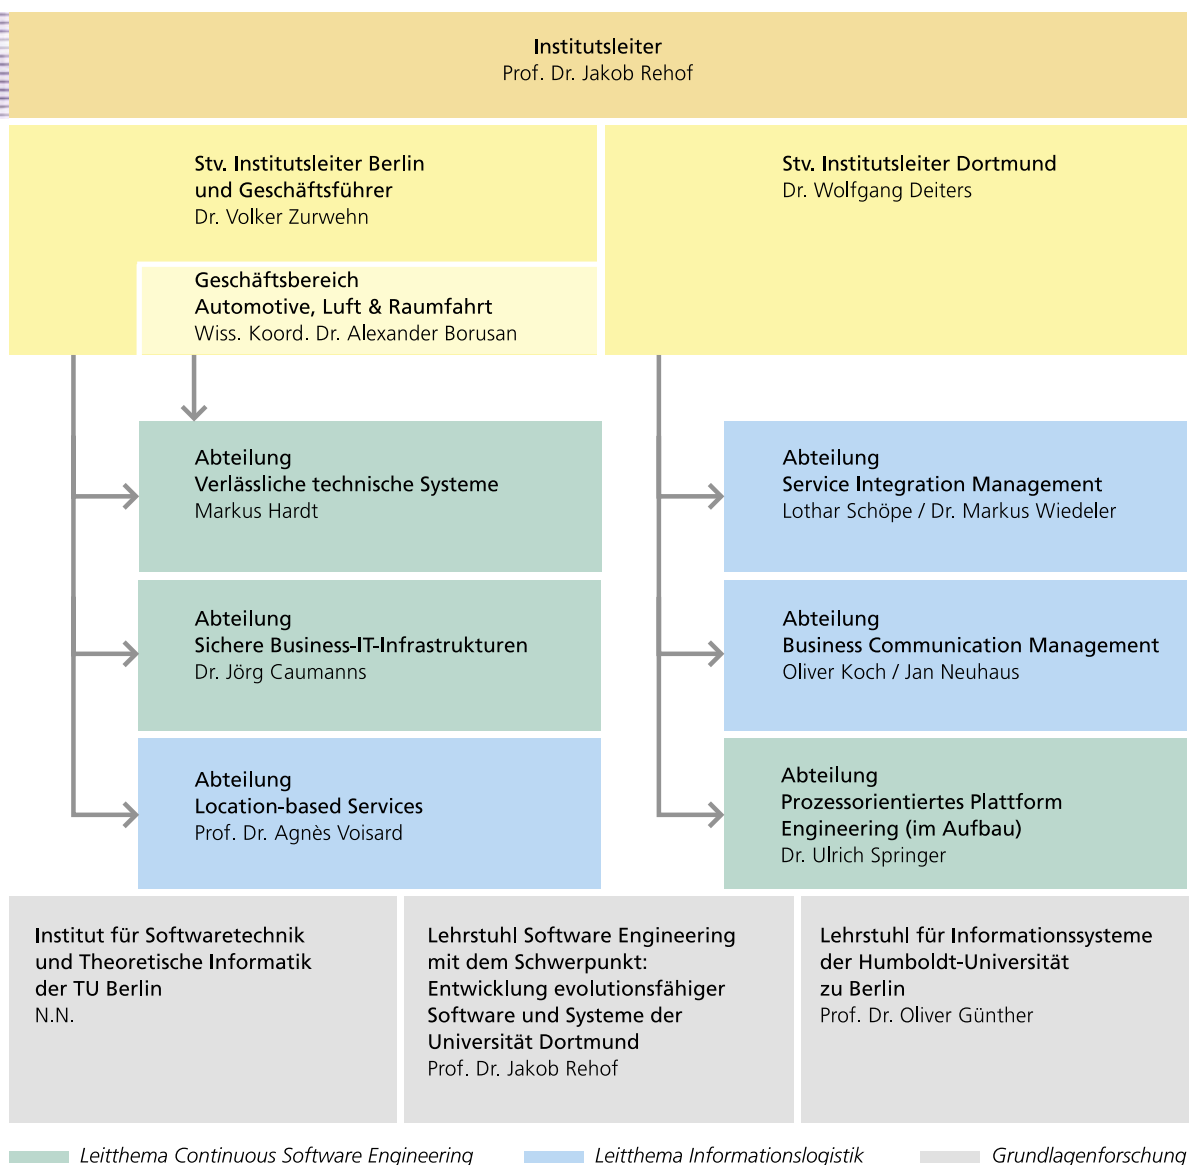 Institutsleiter
Prof. Dr. Jakob Rehof
Stv. Institutsleiter Berlin
und Geschäftsführer
Dr. Volker Zurwehn
Stv. Institutsleiter Dortmund
Dr. Wolfgang Deiters
Geschäftsbereich
Automotive, Luft & Raumfahrt
Wiss. Koord. Dr. Alexander Borusan
Abteilung
Verlässliche technische Systeme
Markus Hardt
Abteilung
Service Integration Management
Lothar Schöpe / Dr. Markus Wiedeler
Abteilung
Sichere Business-IT-Infrastrukturen
Dr. Jörg Caumanns
Abteilung
Business Communication Management
Oliver Koch / Jan Neuhaus
Abteilung
Location-based Services
Prof. Dr. Agnès Voisard
Abteilung
Prozessorientiertes Plattform
Engineering (im Aufbau)
Dr. Ulrich Springer
Institut für Softwaretechnik
und Theoretische Informatik
der TU Berlin
N.N.
Lehrstuhl Software Engineering
mit dem Schwerpunkt:
Entwicklung evolutionsfähiger
Software und Systeme der
Universität Dortmund
Prof. Dr. Jakob Rehof
Lehrstuhl für Informationssysteme
der Humboldt-Universität
zu Berlin
Prof. Dr. Oliver Günther
Leitthema Continuous Software Engineering
Leitthema Informationslogistik
Grundlagenforschung